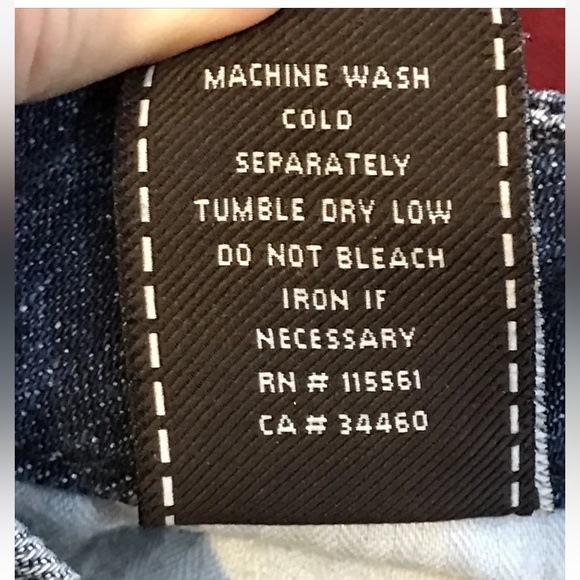 MACHINE WASH
COLD
SEPARATELY
TUMBLE DRY LOW
DO NOT BLEACH
IRON IF
NECESSARY
RN # 115561
CA # 34460